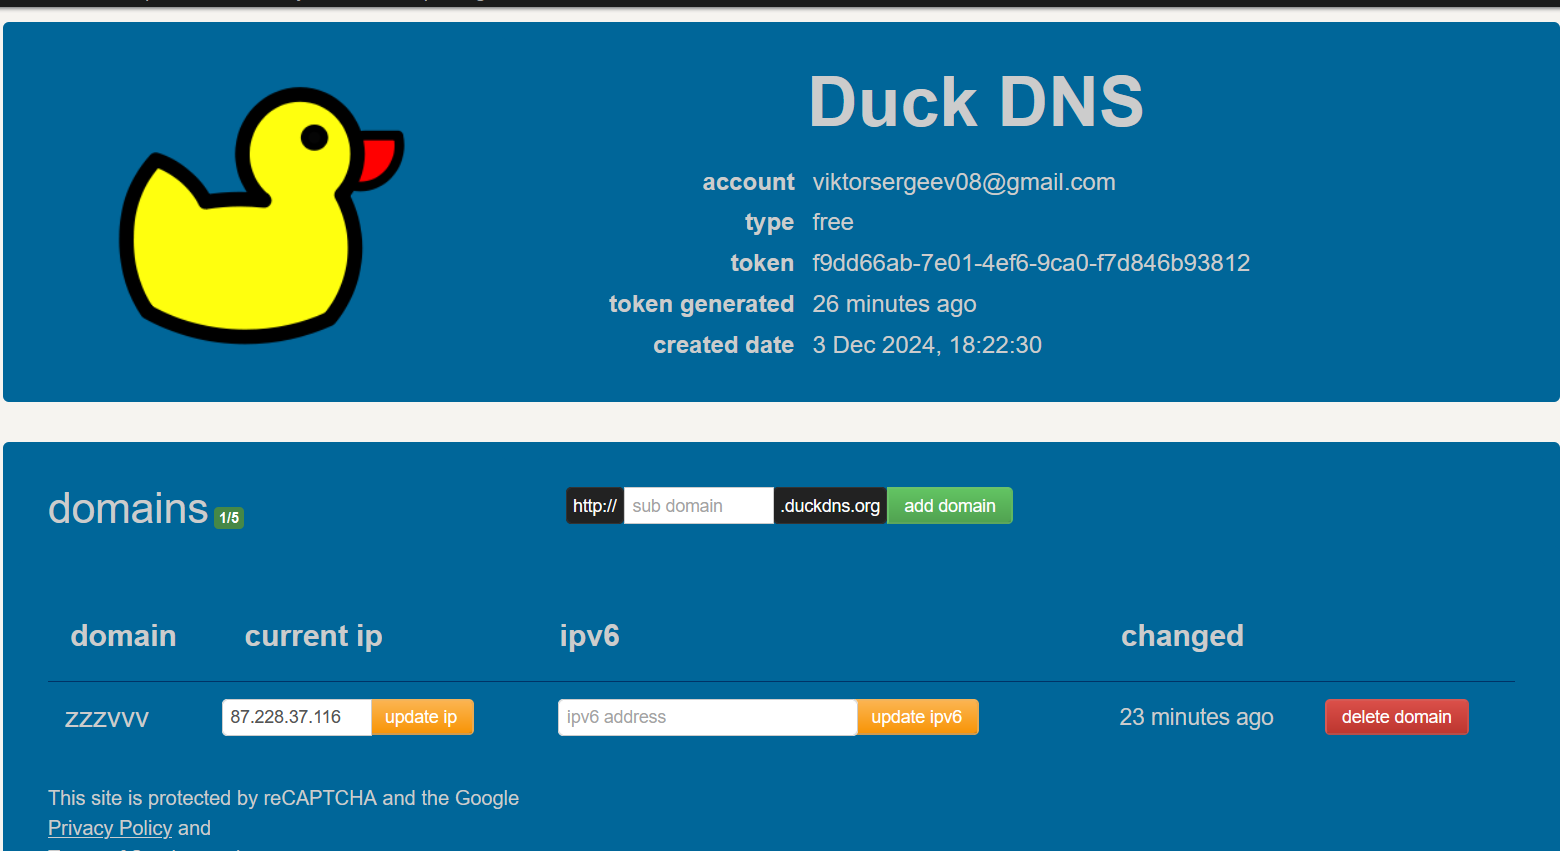 Duck DNS
account viktorsergeev08@gmail.com
type free
token f9dd66ab-7e01-4ef6-9ca0-f7d846b93812
token generated 26 minutes ago
created date 3 Dec 2024, 18:22:30
domains 1/5 http:// sub domain .duckdns.org add domain
domain current ip ipv6 changed
zzzvvv 87.228.37.116 update ip ipv6 address update ipv6 23 minutes ago delete domain
This site is protected by reCAPTCHA and the Google
Privacy Policy and